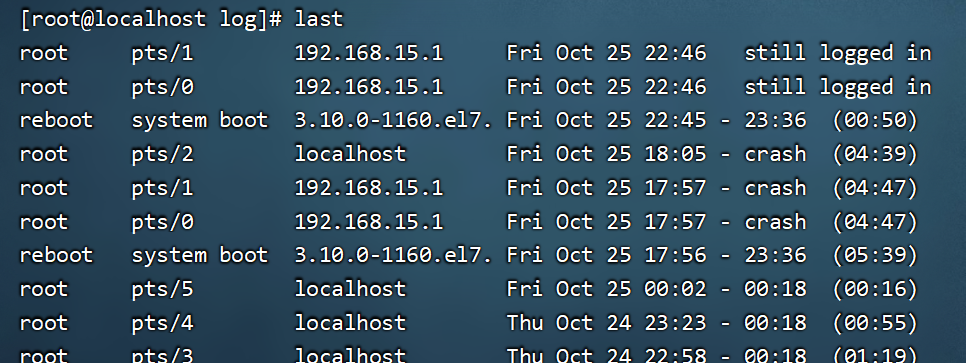 [root@localhost log]# last
root     pts/1        192.168.15.1     Fri Oct 25 22:46   still logged in
root     pts/0        192.168.15.1     Fri Oct 25 22:46   still logged in
reboot   system boot  3.10.0-1160.el7. Fri Oct 25 22:45 - 23:36  (00:50)
root     pts/2        localhost        Fri Oct 25 18:05 - crash  (04:39)
root     pts/1        192.168.15.1     Fri Oct 25 17:57 - crash  (04:47)
root     pts/0        192.168.15.1     Fri Oct 25 17:57 - crash  (04:47)
reboot   system boot  3.10.0-1160.el7. Fri Oct 25 17:56 - 23:36  (05:39)
root     pts/5        localhost        Fri Oct 25 00:02 - 00:18  (00:16)
root     pts/4        localhost        Thu Oct 24 23:23 - 00:18  (00:55)
root     pts/3        localhost        Thu Oct 24 22:58 - 00:18  (01:19)